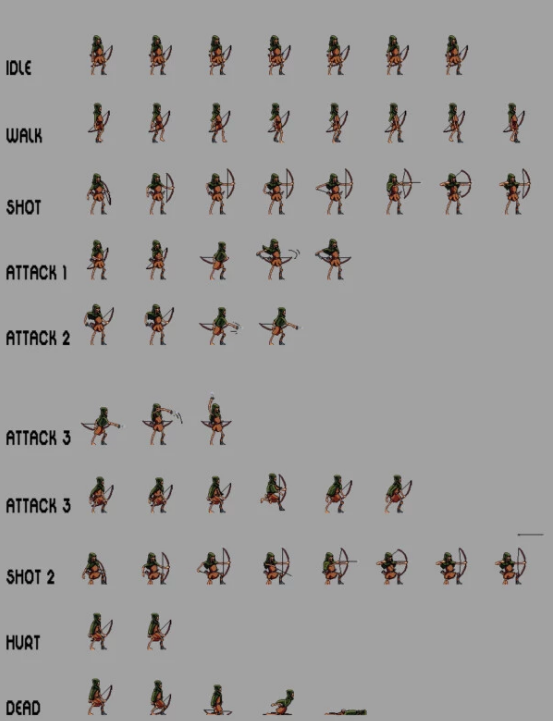 IDLE
WALK
SHOT
ATTACK 1
ATTACK 2
ATTACK 3
ATTACK 3
SHOT 2
HURT
DEAD